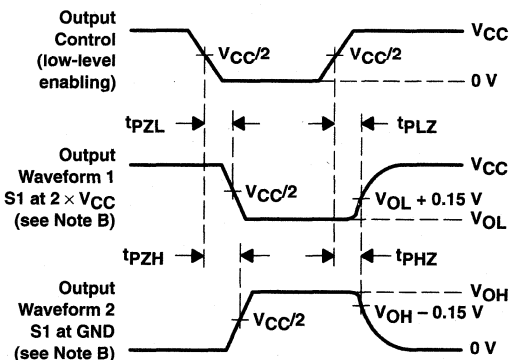 Output
Control
(low-level
enabling)
VCC/2
VCC/2
VCC
0 V
tPZL
tPLZ
Output
Waveform 1
S1 at 2 × VCC
(see Note B)
VCC/2
VCC
VOL + 0.15 V
VOL
tPZH
tPHZ
Output
Waveform 2
S1 at GND
(see Note B)
VCC/2
VOH
VOH – 0.15 V
0 V